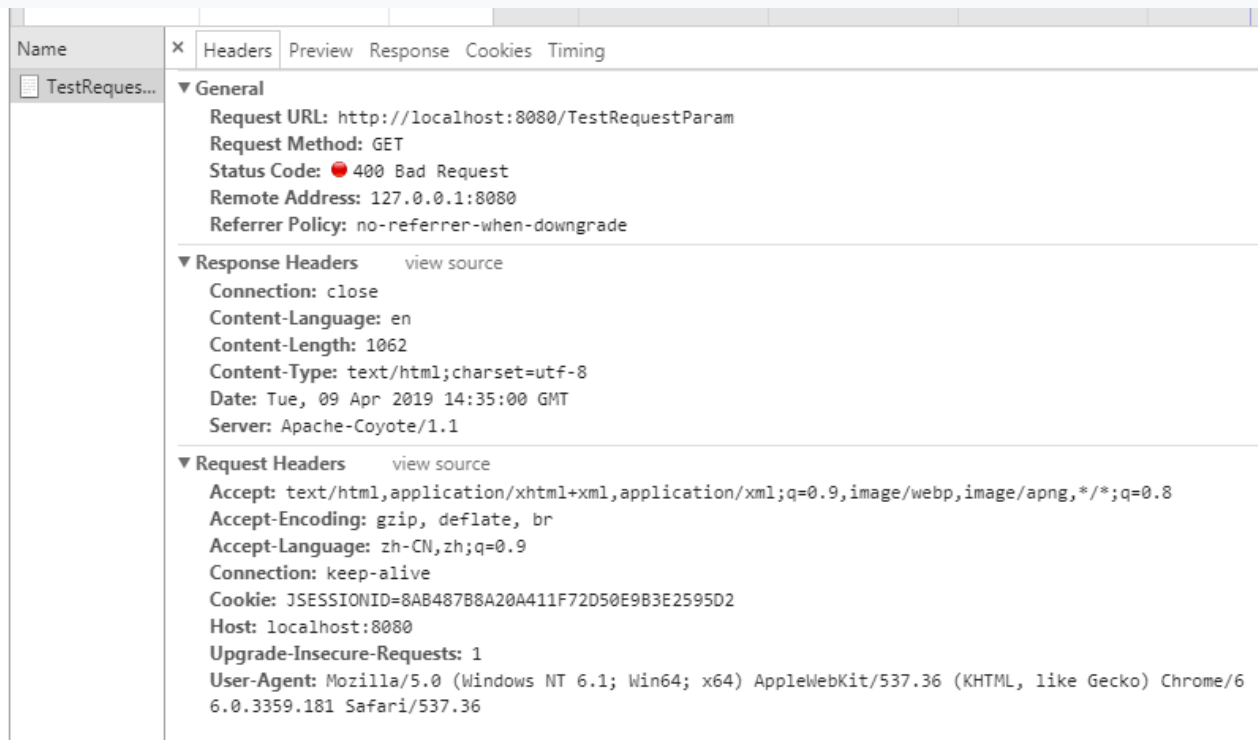 Name
× Headers Preview Response Cookies Timing
TestReques...
▼ General
Request URL: http://localhost:8080/TestRequestParam
Request Method: GET
Status Code: 400 Bad Request
Remote Address: 127.0.0.1:8080
Referrer Policy: no-referrer-when-downgrade
▼ Response Headers view source
Connection: close
Content-Language: en
Content-Length: 1062
Content-Type: text/html;charset=utf-8
Date: Tue, 09 Apr 2019 14:35:00 GMT
Server: Apache-Coyote/1.1
▼ Request Headers view source
Accept: text/html,application/xhtml+xml,application/xml;q=0.9,image/webp,image/apng,*/*;q=0.8
Accept-Encoding: gzip, deflate, br
Accept-Language: zh-CN,zh;q=0.9
Connection: keep-alive
Cookie: JSESSIONID=8AB487B8A20A411F72D50E9B3E2595D2
Host: localhost:8080
Upgrade-Insecure-Requests: 1
User-Agent: Mozilla/5.0 (Windows NT 6.1; Win64; x64) AppleWebKit/537.36 (KHTML, like Gecko) Chrome/6
6.0.3359.181 Safari/537.36